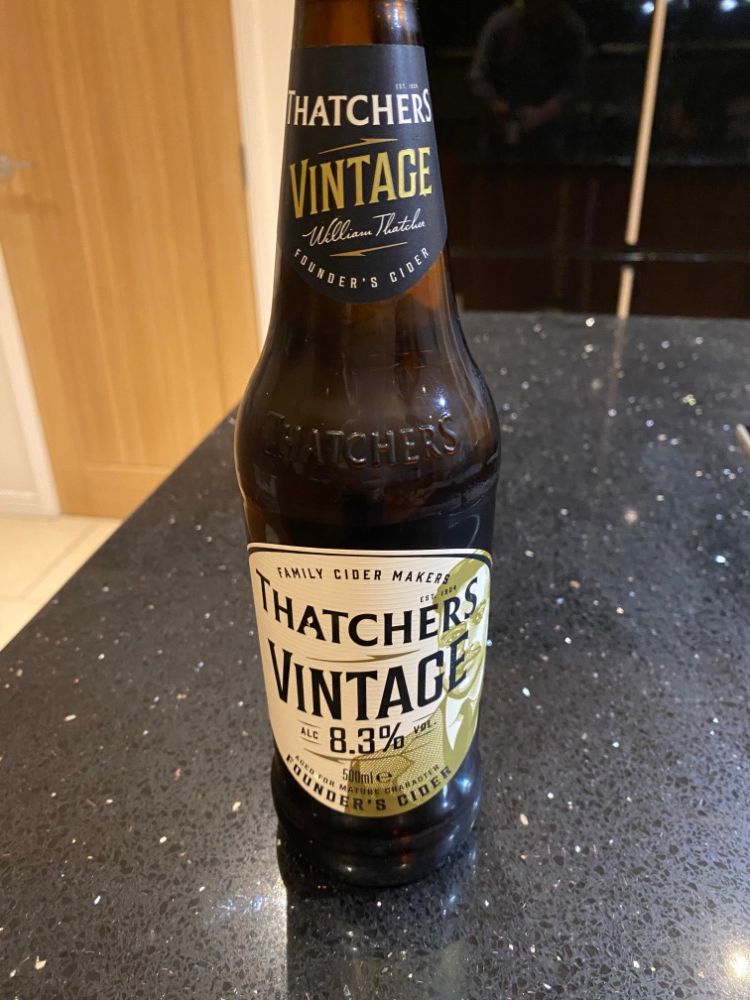 EST. 1904
THATCHERS
VINTAGE
William Thatcher
FOUNDER'S CIDER
THATCHERS
FAMILY CIDER MAKERS
EST. 1904
THATCHERS
VINTAGE
ALC 8.3% VOL.
500ml ℮
AGED FOR MATURE CHARACTER
FOUNDER'S CIDER